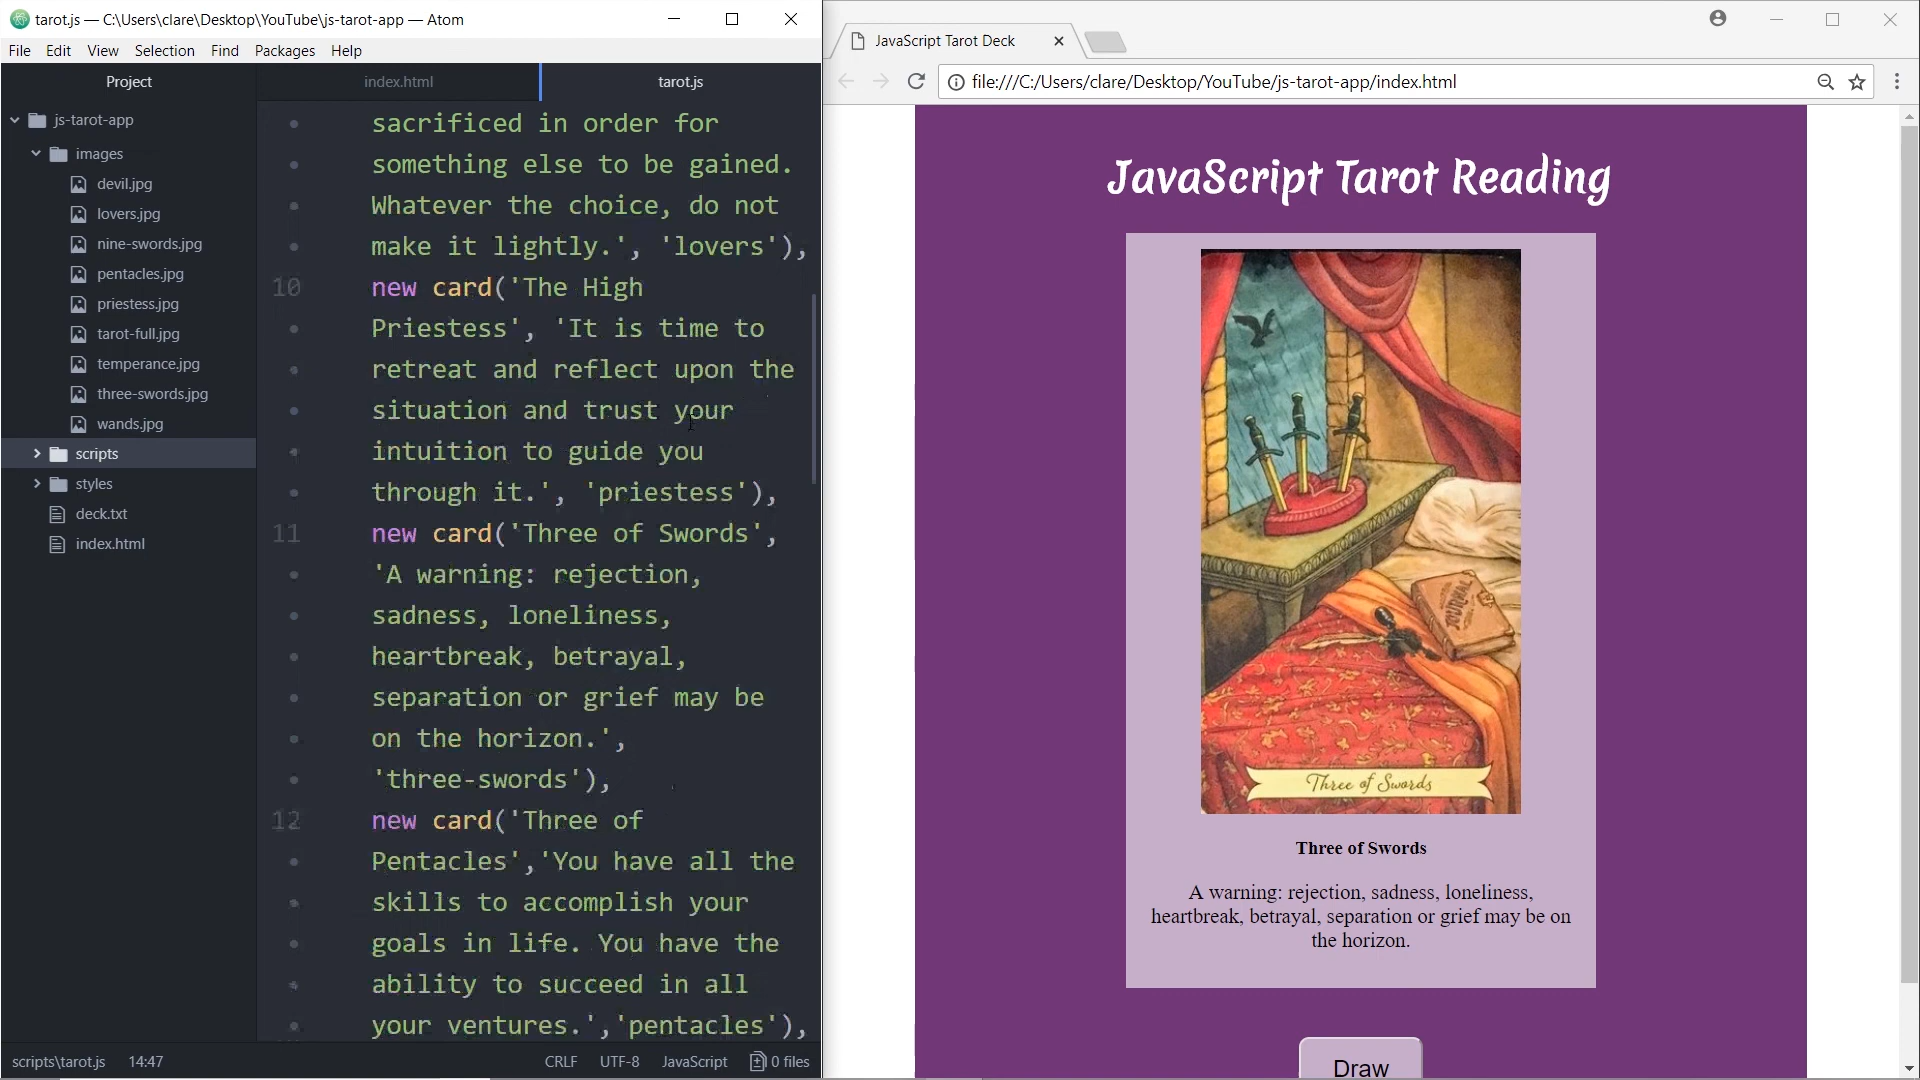 tarot.js — C:\Users\clare\Desktop\YouTube\js-tarot-app — Atom
File Edit View Selection Find Packages Help
Project
js-tarot-app
images
devil.jpg
lovers.jpg
nine-swords.jpg
pentacles.jpg
priestess.jpg
tarot-full.jpg
temperance.jpg
three-swords.jpg
wands.jpg
scripts
styles
deck.txt
index.html
index.html tarot.js
sacrificed in order for
something else to be gained.
Whatever the choice, do not
make it lightly.', 'lovers'),
10 new card('The High
Priestess', 'It is time to
retreat and reflect upon the
situation and trust your
intuition to guide you
through it.', 'priestess'),
11 new card('Three of Swords',
'A warning: rejection,
sadness, loneliness,
heartbreak, betrayal,
separation or grief may be
on the horizon.',
'three-swords'),
12 new card('Three of
Pentacles','You have all the
skills to accomplish your
goals in life. You have the
ability to succeed in all
your ventures.','pentacles'),
scripts\tarot.js 14:47 CRLF UTF-8 JavaScript 0 files
JavaScript Tarot Deck
file:///C:/Users/clare/Desktop/YouTube/js-tarot-app/index.html
JavaScript Tarot Reading
JOURNAL
Three of Swords
Three of Swords
A warning: rejection, sadness, loneliness,
heartbreak, betrayal, separation or grief may be on
the horizon.
Draw